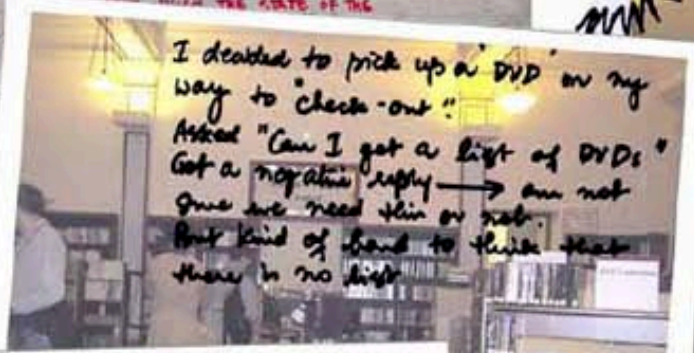 THE STATE OF THE
I decided to pick up a "DVD" on my
way to "check-out".
Asked "Can I get a list of DVDs"
Got a negative reply → am not
sure we need this or not.
But kind of hard to think that
there is no list